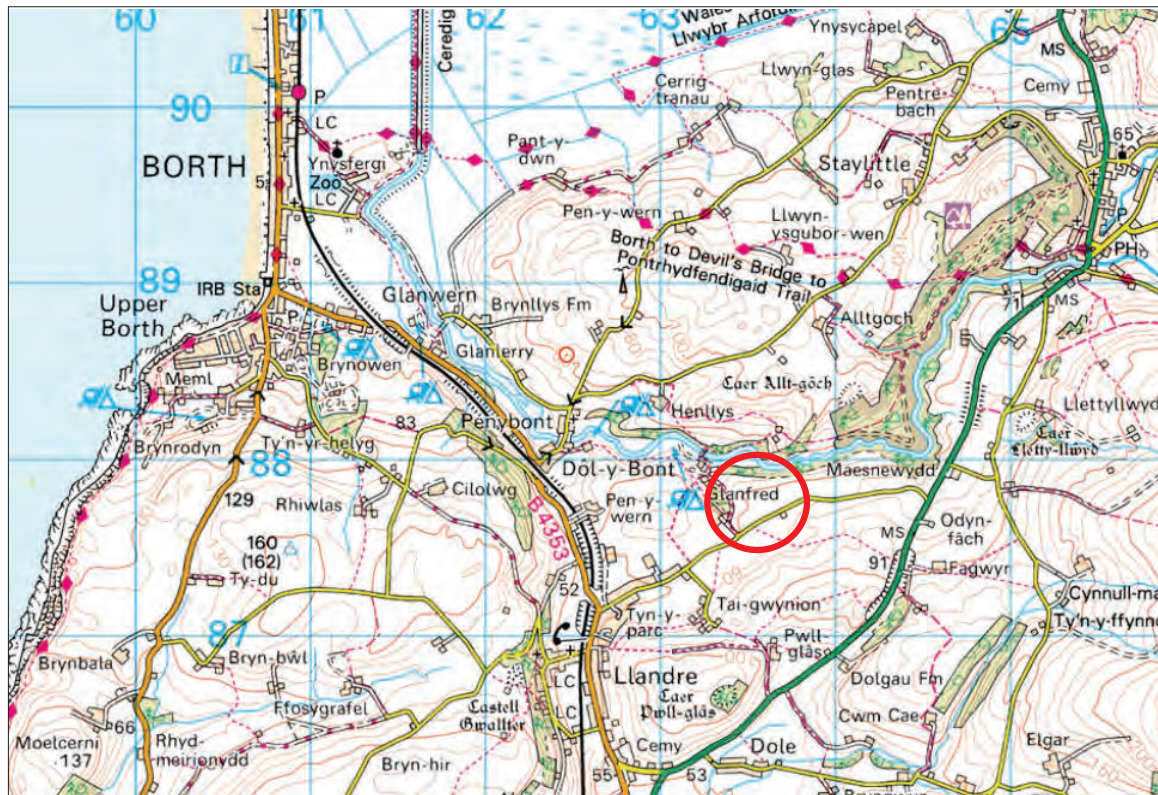 60
61
62
63
65
Wales
Llwybr Arfordi
Ceredig
Ynysycapel
MS
Llwyn-glas
Cerrig-
tranau
Pentre-
bach
Cemy
90
P
LC
Pant-y-
dwn
65
BORTH
Ynysfergi
Zoo
LC
Staylittle
Pen-y-wern
Llwyn-
ysgubor-wen
P
PH
Borth to Devil's Bridge to
Pontrhydfendigaid Trail
89
IRB Sta
Glanwern
Brynllys Fm
71
MS
Upper
Borth
P
Alltgoch
Glanlerry
Brynowen
Meml
Caer Allt-gôch
Llettyllwyd
Henllys
83
Penybont
Brynrodyn
Ty'n-yr-helyg
Caer
Lletty-llwyd
88
Dôl-y-Bont
Maesnewydd
Cilolwg
Glanfred
Pen-y-
wern
129
Rhiwlas
B 4353
Odyn-
fâch
MS
160
(162)
Ty-du
91
Fagwyr
52
Tyn-y-
parc
Tai-gwynion
Cynnull-ma
Ty'n-y-ffynno
87
Pwll-
glâs
Brynbala
Bryn-bŵl
Llandre
Dolgau Fm
LC
Caer
Pwll-glâs
Ffosygrafel
Castell
Gwallter
LC
Cwm Cae
66
Moelcerni
137
Rhyd-
meirionydd
Elgar
Cemy
Dole
Bryn-hir
55
53